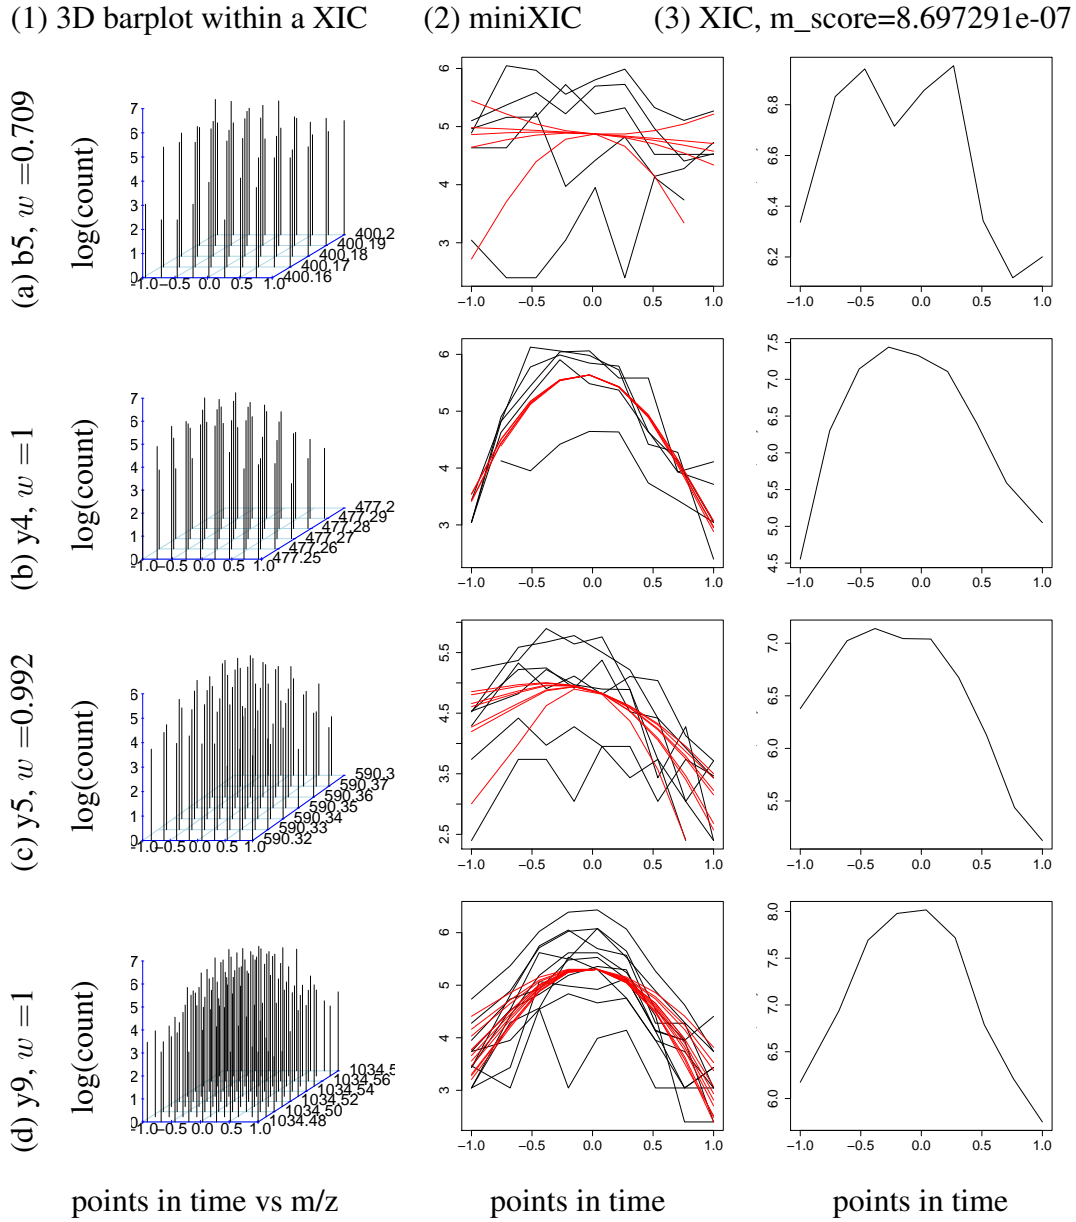 (1) 3D barplot within a XIC (2) miniXIC (3) XIC, m_score=8.697291e-07
(a) b5, w =0.709
log(count)
0 1 2 3 4 5 6 7
-1.0 -0.5 0.0 0.5 1.0
400.16 400.17 400.18 400.19 400.2
3 4 5 6
-1.0 -0.5 0.0 0.5 1.0
6.2 6.4 6.6 6.8
-1.0 -0.5 0.0 0.5 1.0
(b) y4, w =1
log(count)
0 1 2 3 4 5 6 7
-1.0 -0.5 0.0 0.5 1.0
477.25 477.26 477.27 477.28 477.29 477.2
3 4 5 6
-1.0 -0.5 0.0 0.5 1.0
4.5 5.0 5.5 6.0 6.5 7.0 7.5
-1.0 -0.5 0.0 0.5 1.0
(c) y5, w =0.992
log(count)
0 1 2 3 4 5 6
-1.0 -0.5 0.0 0.5 1.0
590.32 590.33 590.34 590.35 590.36 590.37 590.3
2.5 3.5 4.5 5.5
-1.0 -0.5 0.0 0.5 1.0
5.5 6.0 6.5 7.0
-1.0 -0.5 0.0 0.5 1.0
(d) y9, w =1
log(count)
0 1 2 3 4 5 6 7
-1.0 -0.5 0.0 0.5 1.0
1034.48 1034.50 1034.52 1034.54 1034.56
3 4 5 6
-1.0 -0.5 0.0 0.5 1.0
6.0 6.5 7.0 7.5 8.0
-1.0 -0.5 0.0 0.5 1.0
points in time vs m/z points in time points in time